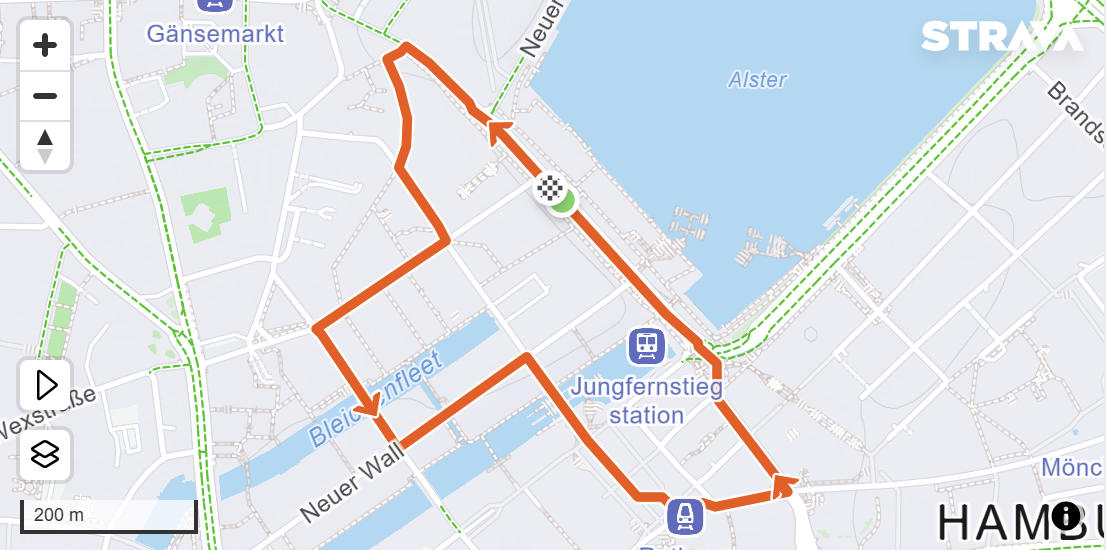 Gänsemarkt
Neuer
STRAVA
Alster
Brands
Jungfernstieg
station
Bleichenfleet
Wexstraße
Neuer Wall
200 m
Mönc
HAMBU